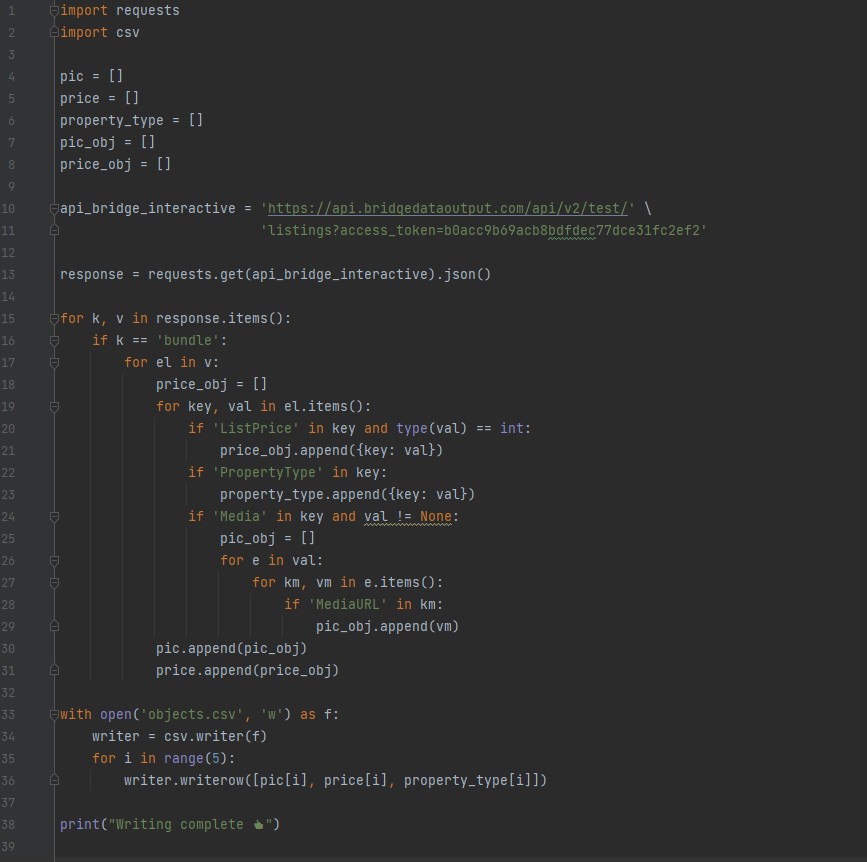 1 import requests
2 import csv
3
4 pic = []
5 price = []
6 property_type = []
7 pic_obj = []
8 price_obj = []
9
10 api_bridge_interactive = 'https://api.bridgedataoutput.com/api/v2/test/' \
11                          'listings?access_token=b0acc9b69acb8bdfdec77dce31fc2ef2'
12
13 response = requests.get(api_bridge_interactive).json()
14
15 for k, v in response.items():
16     if k == 'bundle':
17         for el in v:
18             price_obj = []
19             for key, val in el.items():
20                 if 'ListPrice' in key and type(val) == int:
21                     price_obj.append({key: val})
22                 if 'PropertyType' in key:
23                     property_type.append({key: val})
24                 if 'Media' in key and val != None:
25                     pic_obj = []
26                     for e in val:
27                         for km, vm in e.items():
28                             if 'MediaURL' in km:
29                                 pic_obj.append(vm)
30             pic.append(pic_obj)
31             price.append(price_obj)
32
33 with open('objects.csv', 'w') as f:
34     writer = csv.writer(f)
35     for i in range(5):
36         writer.writerow([pic[i], price[i], property_type[i]])
37
38 print("Writing complete 👍")
39